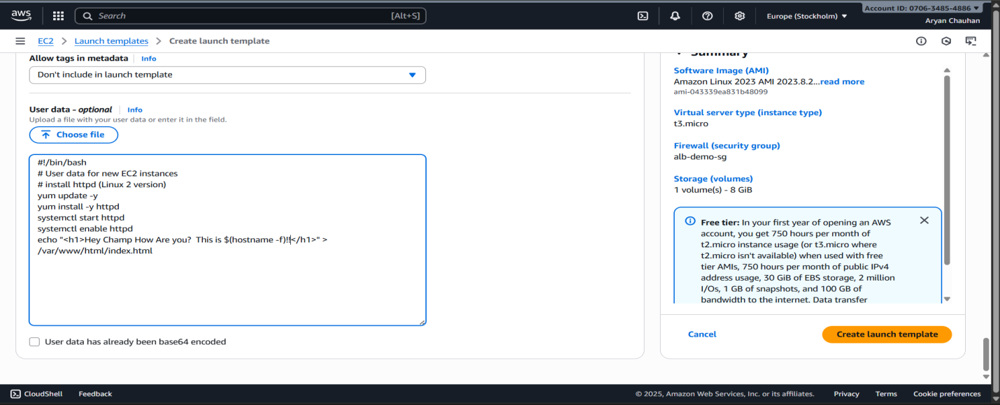 aws
Search
[Alt+S]
Europe (Stockholm)
Account ID: 0706-3485-4886
Aryan Chauhan
EC2 > Launch templates > Create launch template
Allow tags in metadata
Info
Don't include in launch template
User data - optional
Info
Upload a file with your user data or enter it in the field.
Choose file
#!/bin/bash
# User data for new EC2 instances
# install httpd (Linux 2 version)
yum update -y
yum install -y httpd
systemctl start httpd
systemctl enable httpd
echo "<h1>Hey Champ How Are you?  This is $(hostname -f)!!</h1>" >
/var/www/html/index.html
User data has already been base64 encoded
Summary
Software Image (AMI)
Amazon Linux 2023 AMI 2023.8.2...read more
ami-043339ea831b48099
Virtual server type (instance type)
t3.micro
Firewall (security group)
alb-demo-sg
Storage (volumes)
1 volume(s) - 8 GiB
Free tier: In your first year of opening an AWS
account, you get 750 hours per month of
t2.micro instance usage (or t3.micro where
t2.micro isn't available) when used with free
tier AMIs, 750 hours per month of public IPv4
address usage, 30 GiB of EBS storage, 2 million
I/Os, 1 GB of snapshots, and 100 GB of
bandwidth to the internet. Data transfer
Cancel
Create launch template
CloudShell
Feedback
© 2025, Amazon Web Services, Inc. or its affiliates.
Privacy
Terms
Cookie preferences